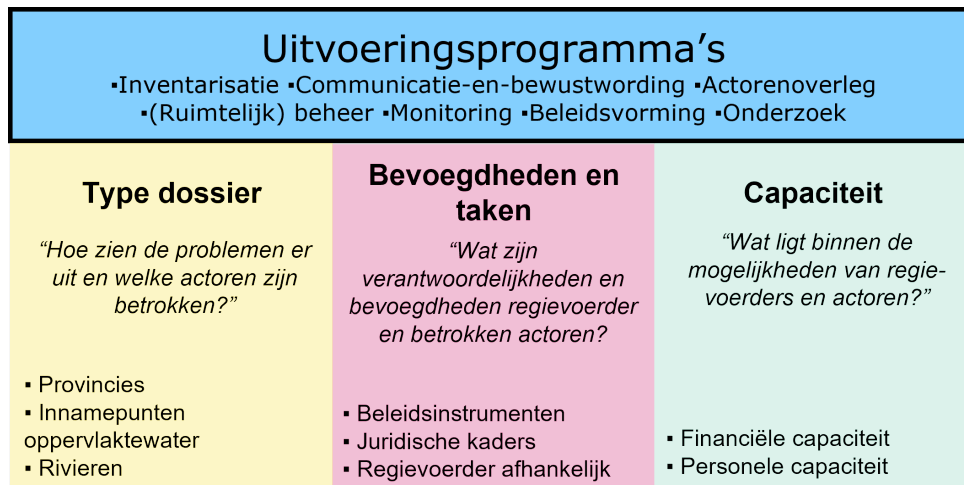 Uitvoeringsprogramma’s
▪Inventarisatie ▪Communicatie-en-bewustwording ▪Actorenoverleg
▪(Ruimtelijk) beheer ▪Monitoring ▪Beleidsvorming ▪Onderzoek
Type dossier
“Hoe zien de problemen er
uit en welke actoren zijn
betrokken?”
▪ Provincies
▪ Innamepunten
oppervlaktewater
▪ Rivieren
Bevoegdheden en
taken
“Wat zijn
verantwoordelijkheden en
bevoegdheden regievoerder
en betrokken actoren?
▪ Beleidsinstrumenten
▪ Juridische kaders
▪ Regievoerder afhankelijk
Capaciteit
“Wat ligt binnen de
mogelijkheden van regie-
voerders en actoren?”
▪ Financiële capaciteit
▪ Personele capaciteit